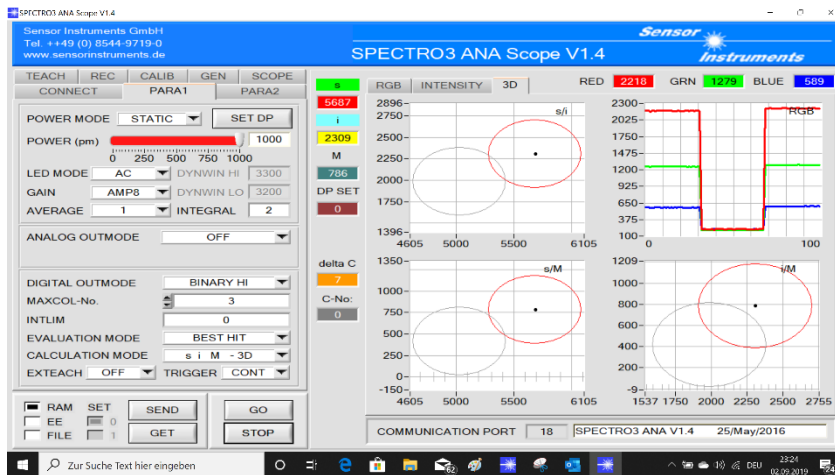 SPECTRO3 ANA Scope V1.4
Sensor Instruments GmbH
Tel. ++49 (0) 8544-9719-0
www.sensorinstruments.de
SPECTRO3 ANA Scope V1.4
Sensor
Instruments
TEACH REC CALIB GEN SCOPE
CONNECT PARA1 PARA2
POWER MODE STATIC SET DP
POWER (pm) 1000
0 250 500 750 1000
LED MODE AC DYNWIN HI 3300
GAIN AMP8 DYNWIN LO 3200
AVERAGE 1 INTEGRAL 2
ANALOG OUTMODE OFF
DIGITAL OUTMODE BINARY HI
MAXCOL-No. 3
INTLIM 0
EVALUATION MODE BEST HIT
CALCULATION MODE s i M - 3D
EXTEACH OFF TRIGGER CONT
RAM SET SEND GO
EE 0
FILE 1 GET STOP
s
5687
i
2309
M
786
DP SET
0
delta C
7
C-No:
0
RGB INTENSITY 3D RED 2218 GRN 1279 BLUE 589
s/i
2896
2750
2500
2250
2000
1750
1396
4605 5000 5500 6105
RGB
2300
2025
1750
1475
1200
925
650
375
100
0 100
s/M
1350
1000
750
500
250
0
-150
4605 5000 5500 6105
i/M
1209
1000
800
600
400
200
-9
1537 1750 2000 2250 2500 2755
COMMUNICATION PORT 18 SPECTRO3 ANA V1.4 25/May/2016
Zur Suche Text hier eingeben
62
DEU
23:24
02.09.2019
24